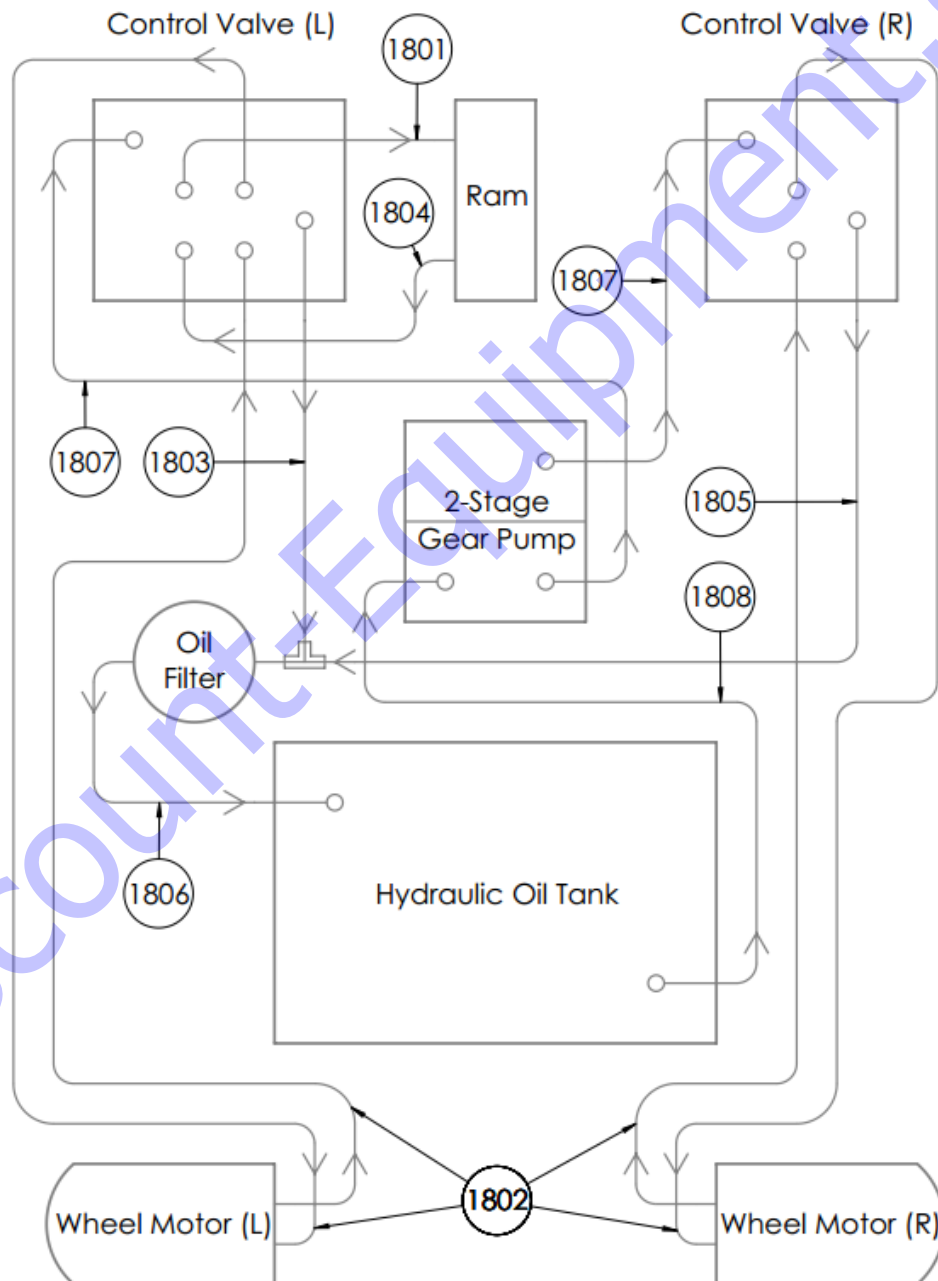 Control Valve (L)
Control Valve (R)
1801
1804
Ram
1807
1807
1803
2-Stage
Gear Pump
1805
1808
Oil
Filter
1806
Hydraulic Oil Tank
1802
Wheel Motor (L)
Wheel Motor (R)
count-Equipment.